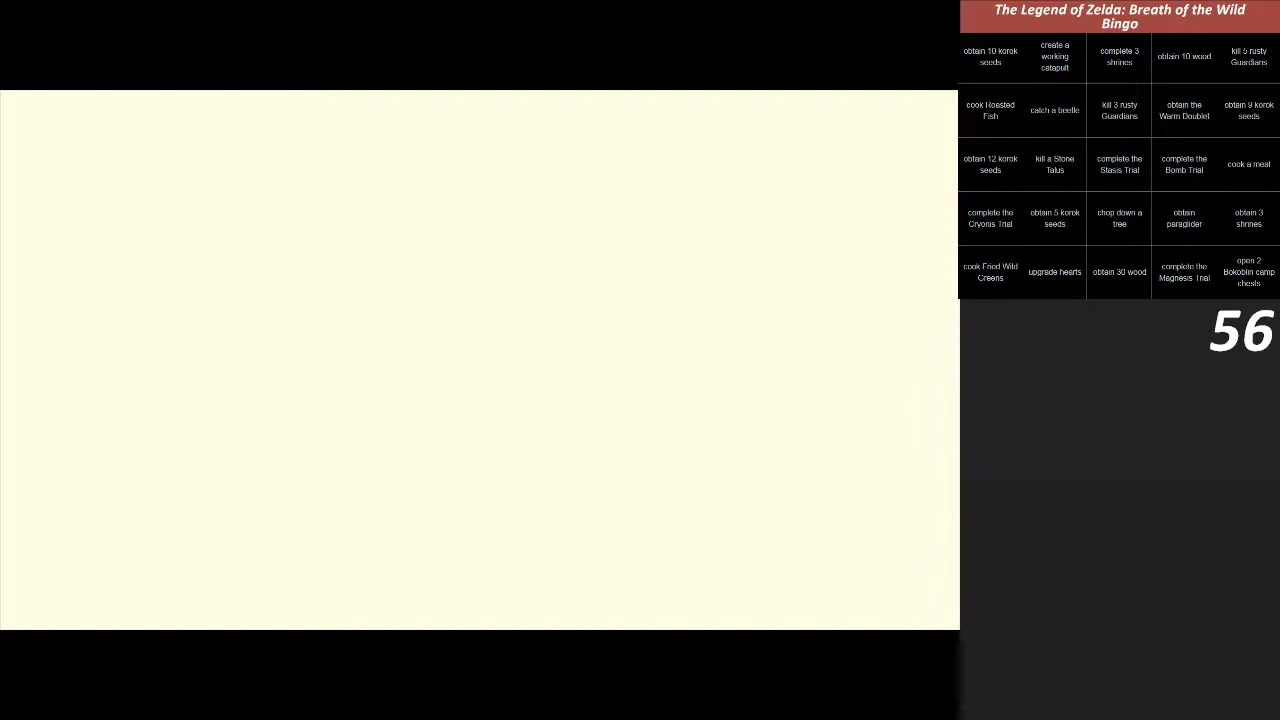 The Legend of Zelda: Breath of the Wild
Bingo
obtain 10 korok
seeds
create a
working
catapult
complete 3
shrines
obtain 10 wood
kill 5 rusty
Guardians
cook Roasted
Fish
catch a beetle
kill 3 rusty
Guardians
obtain the
Warm Doublet
obtain 9 korok
seeds
obtain 12 korok
seeds
kill a Stone
Talus
complete the
Stasis Trial
complete the
Bomb Trial
cook a meal
complete the
Cryonis Trial
obtain 5 korok
seeds
chop down a
tree
obtain
paraglider
obtain 3
shrines
cook Fried Wild
Greens
upgrade hearts
obtain 30 wood
complete the
Magnesis Trial
open 2
Bokoblin camp
chests
56